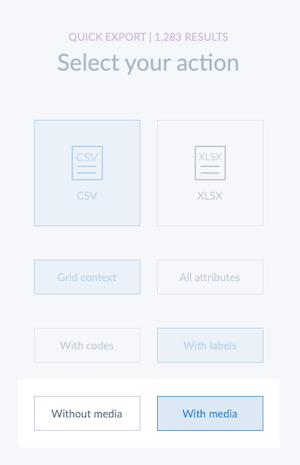 QUICK EXPORT | 1,283 RESULTS
Select your action
CSV XLSX
CSV XLSX
Grid context All attributes
With codes With labels
Without media With media